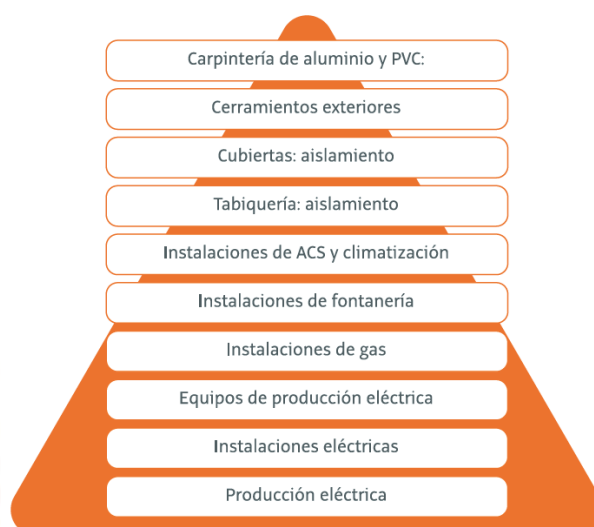 Carpintería de aluminio y PVC:
Cerramientos exteriores
Cubiertas: aislamiento
Tabiquería: aislamiento
Instalaciones de ACS y climatización
Instalaciones de fontanería
Instalaciones de gas
Equipos de producción eléctrica
Instalaciones eléctricas
Producción eléctrica